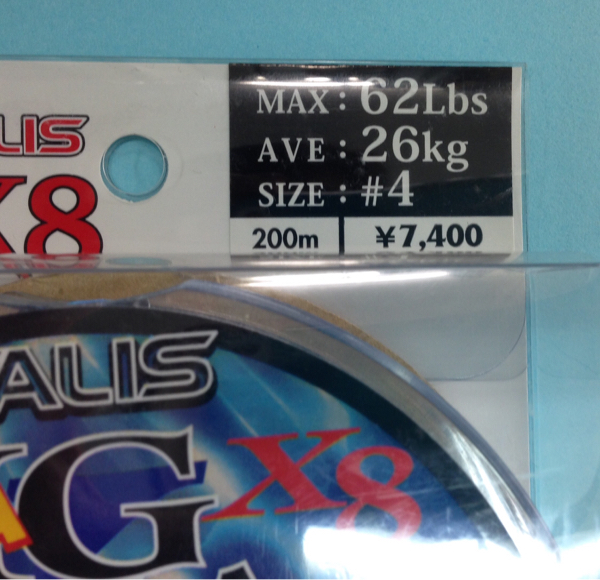 MAX: 62Lbs
AVE: 26kg
SIZE: #4
200m ¥7,400
ALIS
X8
ALIS
G X8